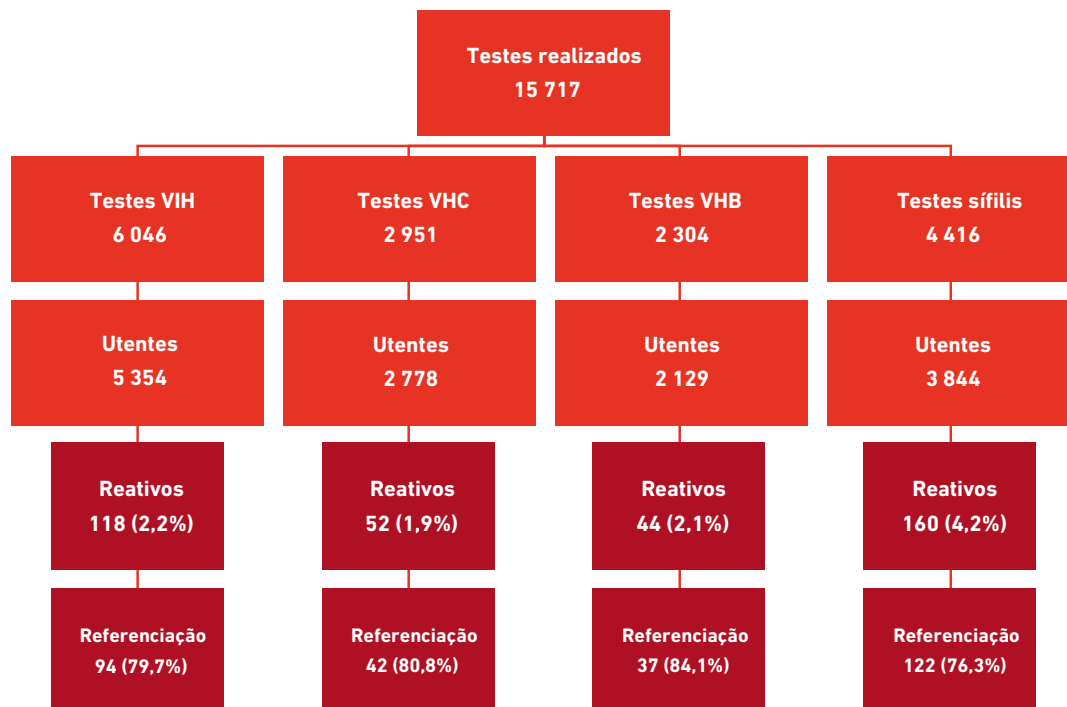 Testes realizados
15 717
Testes VIH
6 046
Testes VHC
2 951
Testes VHB
2 304
Testes sífilis
4 416
Utentes
5 354
Utentes
2 778
Utentes
2 129
Utentes
3 844
Reativos
118 (2,2%)
Reativos
52 (1,9%)
Reativos
44 (2,1%)
Reativos
160 (4,2%)
Referenciação
94 (79,7%)
Referenciação
42 (80,8%)
Referenciação
37 (84,1%)
Referenciação
122 (76,3%)